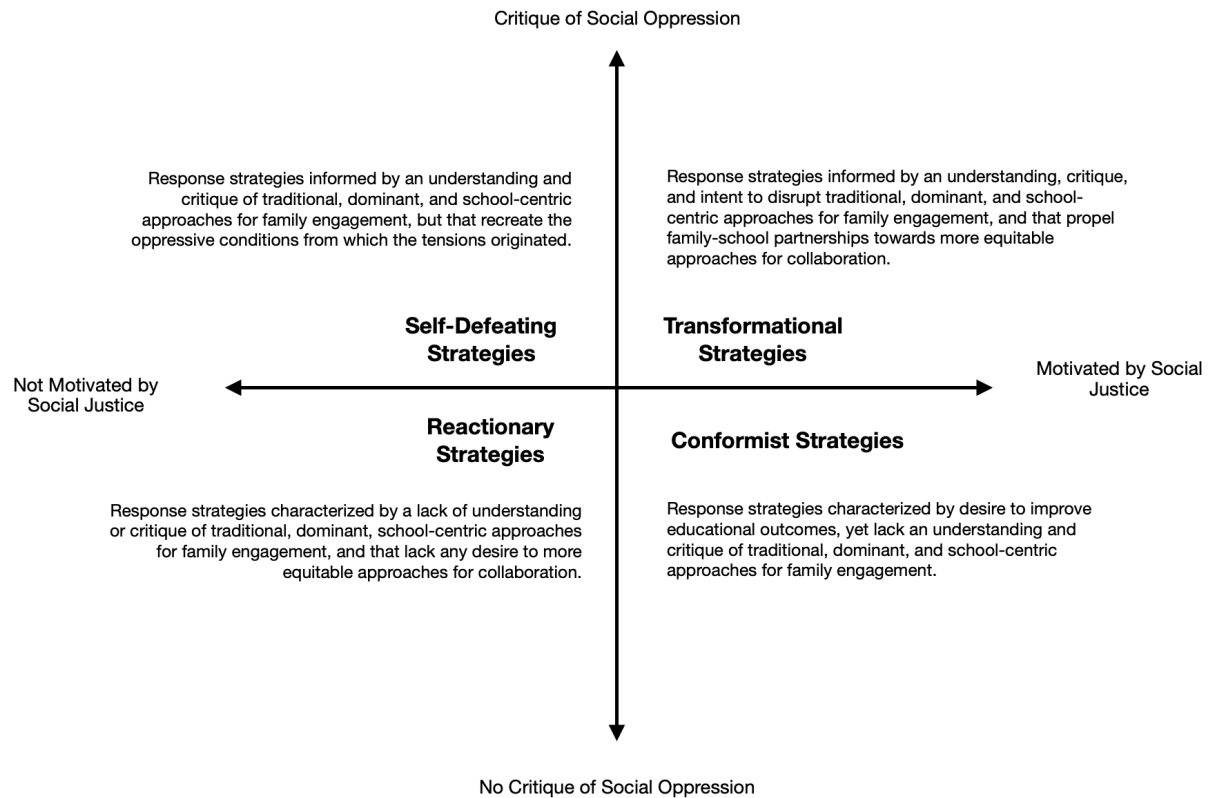 Critique of Social Oppression
Response strategies informed by an understanding and
critique of traditional, dominant, and school-centric
approaches for family engagement, but that recreate the
oppressive conditions from which the tensions originated.
Response strategies informed by an understanding, critique,
and intent to disrupt traditional, dominant, and school-
centric approaches for family engagement, and that propel
family-school partnerships towards more equitable
approaches for collaboration.
Self-Defeating
Strategies
Transformational
Strategies
Not Motivated by
Social Justice
Motivated by Social
Justice
Reactionary
Strategies
Conformist Strategies
Response strategies characterized by a lack of understanding
or critique of traditional, dominant, school-centric approaches
for family engagement, and that lack any desire to more
equitable approaches for collaboration.
Response strategies characterized by desire to improve
educational outcomes, yet lack an understanding and
critique of traditional, dominant, and school-centric
approaches for family engagement.
No Critique of Social Oppression